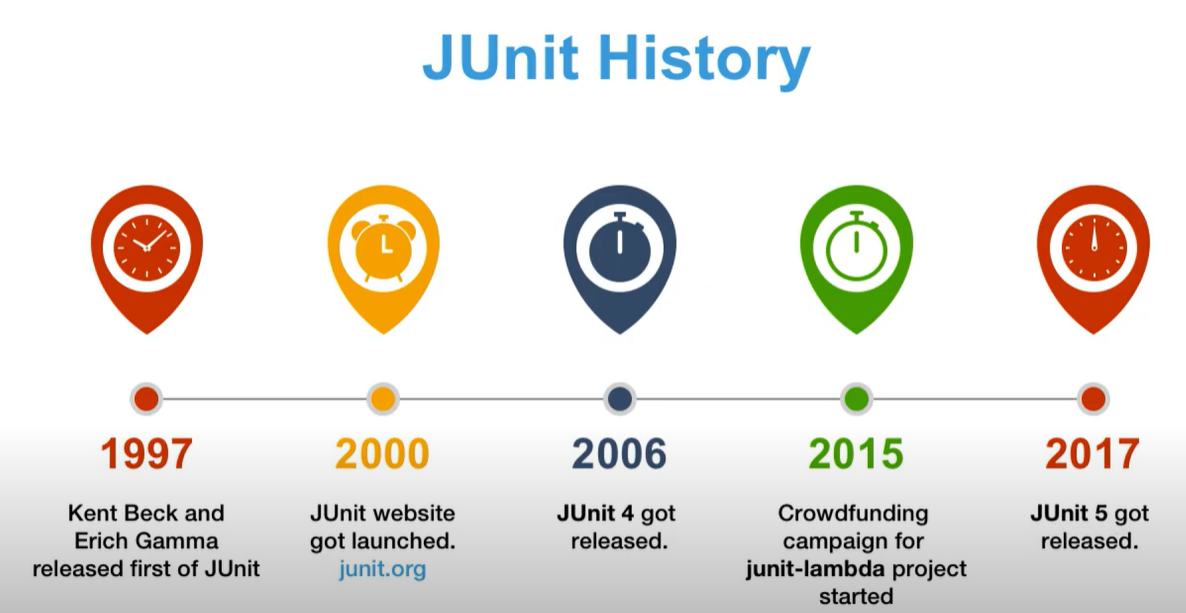 JUnit History
1997
Kent Beck and
Erich Gamma
released first of JUnit
2000
JUnit website
got launched.
junit.org
2006
JUnit 4 got
released.
2015
Crowdfunding
campaign for
junit-lambda project
started
2017
JUnit 5 got
released.